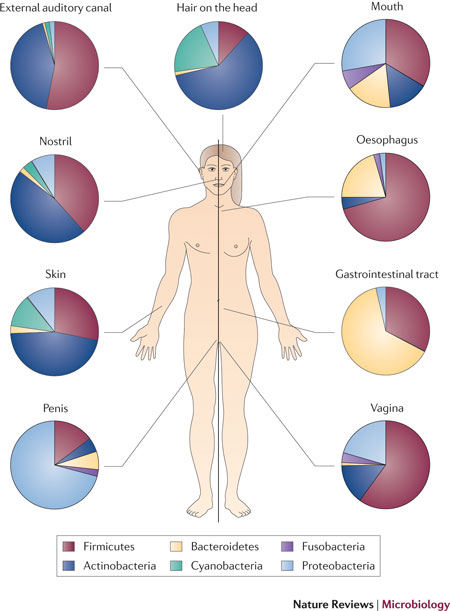 External auditory canal
Hair on the head
Mouth
Nostril
Oesophagus
Skin
Gastrointestinal tract
Penis
Vagina
Firmicutes
Bacteroidetes
Fusobacteria
Actinobacteria
Cyanobacteria
Proteobacteria
Nature Reviews | Microbiology